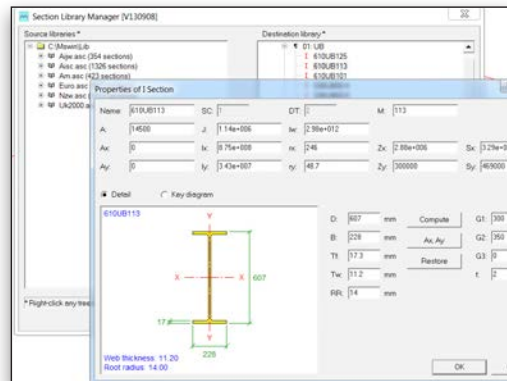 Section Library Manager [V130908]
Source libraries *
Destination library *
C:\Mswin\Lib
Aijw.asc (354 sections)
Aisc.asc (1326 sections)
Am.asc (423 sections)
Euro.asc
Nzw.asc
Uk2000.a
01: UB
610UB125
610UB113
610UB101
Properties of I Section
Name: 610UB113 SC: 1 DT: M: 113
A: 14500 J: 1.14e+006 Iw: 2.98e+012
Ax: 0 Ix: 8.75e+008 rx: 246 Zx: 2.88e+006 Sx: 3.29e+0
Ay: 0 Iy: 3.43e+007 ry: 48.7 Zy: 300000 Sy: 469000
Detail Key diagram
610UB113
Y
X X
607
17
Y
228
Web thickness: 11.20
Root radius: 14.00
D: 607 mm Compute G1: 300
B: 228 mm Ax, Ay G2: 350
Tf: 17.3 mm Restore G3: 0
Tw: 11.2 mm f: 2
RR: 14 mm
* Right-click any tree
OK